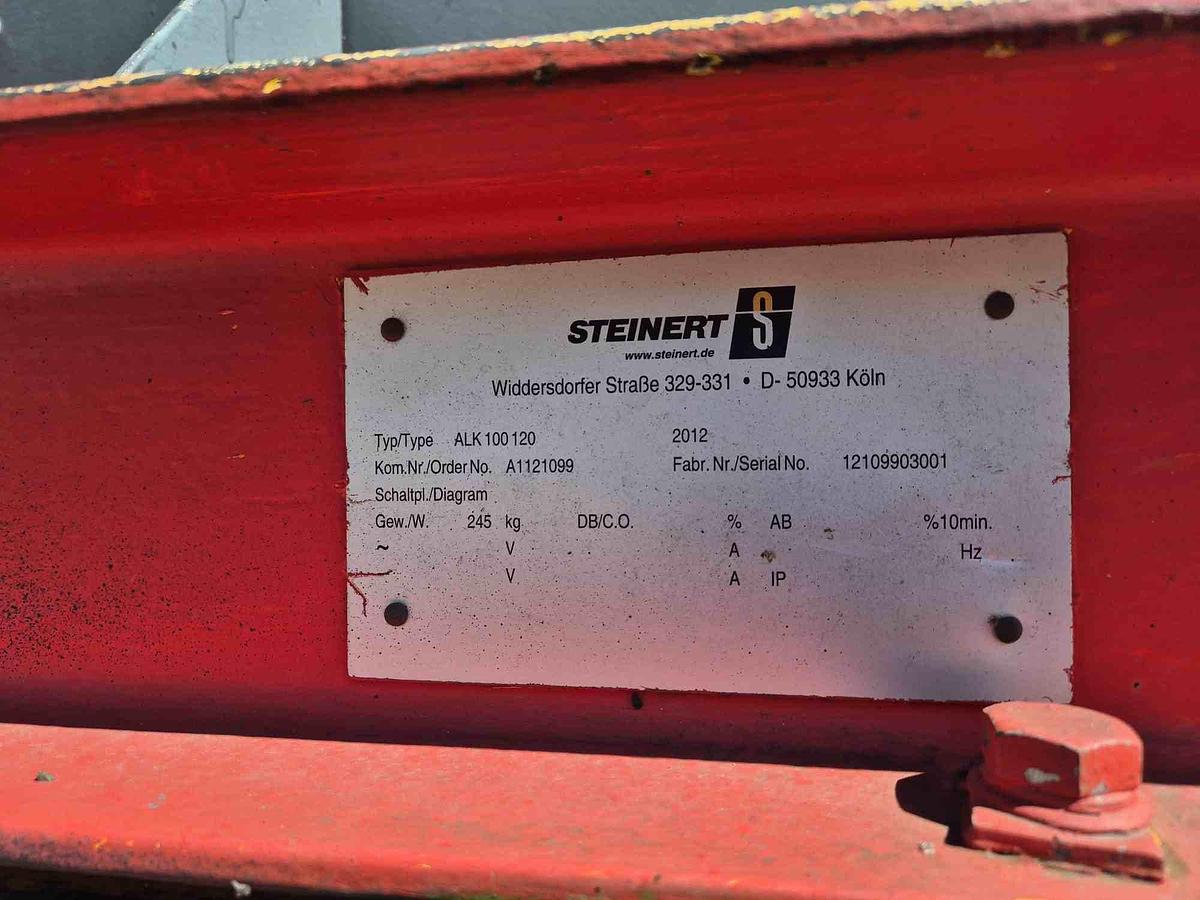 STEINERT S
www.steinert.de
Widdersdorfer Straße 329-331 • D- 50933 Köln
Typ/Type ALK 100 120 2012
Kom.Nr./Order No. A1121099 Fabr. Nr./Serial No. 12109903001
Schaltpl./Diagram
Gew./W. 245 kg DB/C.O. % AB %10min.
~ V A Hz
V A IP